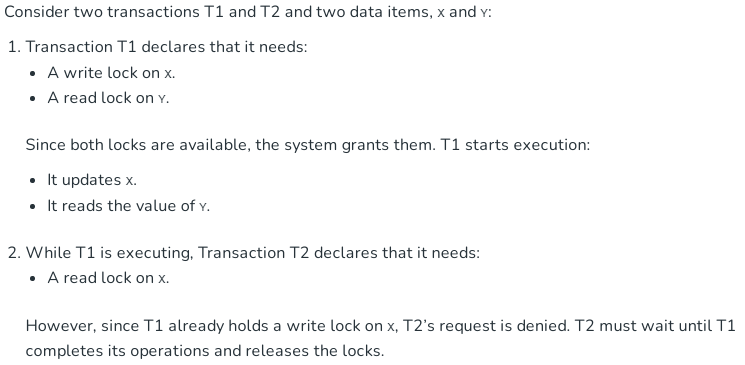 Consider two transactions T1 and T2 and two data items, X and Y:
1. Transaction T1 declares that it needs:
• A write lock on X.
• A read lock on Y.
Since both locks are available, the system grants them. T1 starts execution:
• It updates X.
• It reads the value of Y.
2. While T1 is executing, Transaction T2 declares that it needs:
• A read lock on X.
However, since T1 already holds a write lock on X, T2’s request is denied. T2 must wait until T1
completes its operations and releases the locks.